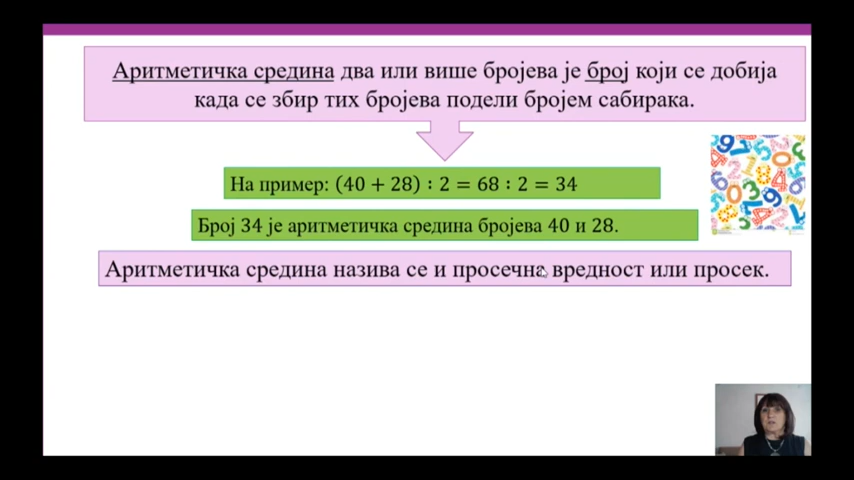 Аритметичка средина два или више бројева је број који се добија
када се збир тих бројева подели бројем сабирака.
На пример: (40 + 28) : 2 = 68 : 2 = 34
Број 34 је аритметичка средина бројева 40 и 28.
Аритметичка средина назива се и просечна вредност или просек.